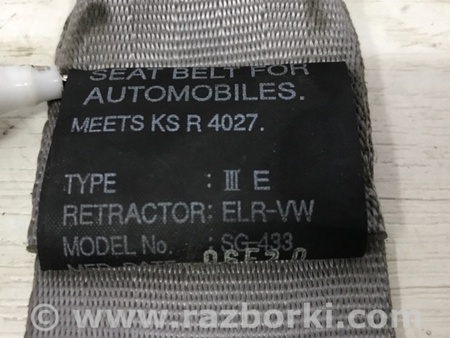 SEAT BELT FOR
AUTOMOBILES.
MEETS KS R 4027.
TYPE : III E
RETRACTOR: ELR-VW
MODEL No. : SG-433
www.razborki.com